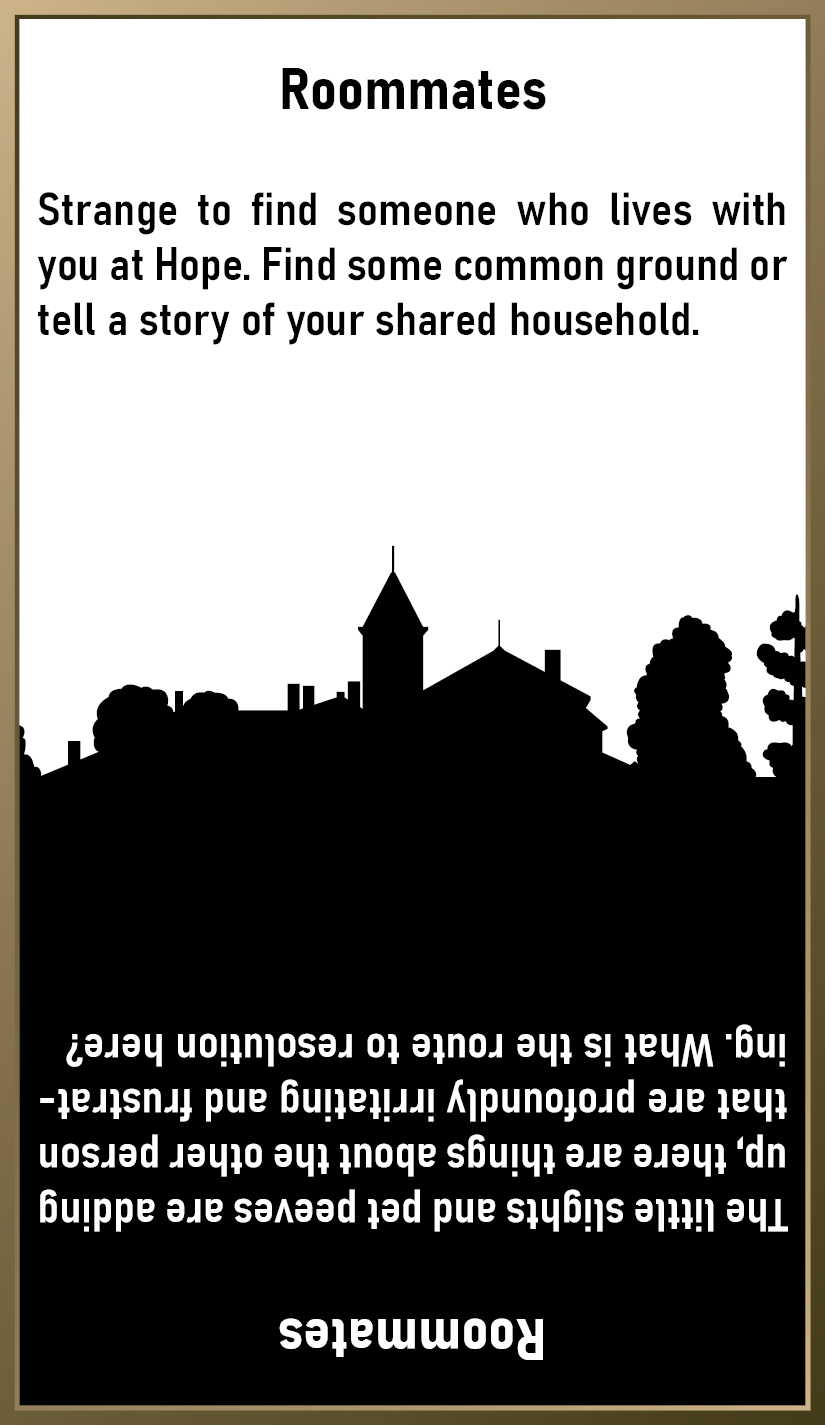 Roommates
Strange to find someone who lives with
you at Hope. Find some common ground or
tell a story of your shared household.
Roommates
The little slights and pet peeves are adding
up, there are things about the other person
that are profoundly irritating and frustrat-
ing. What is the route to resolution here?